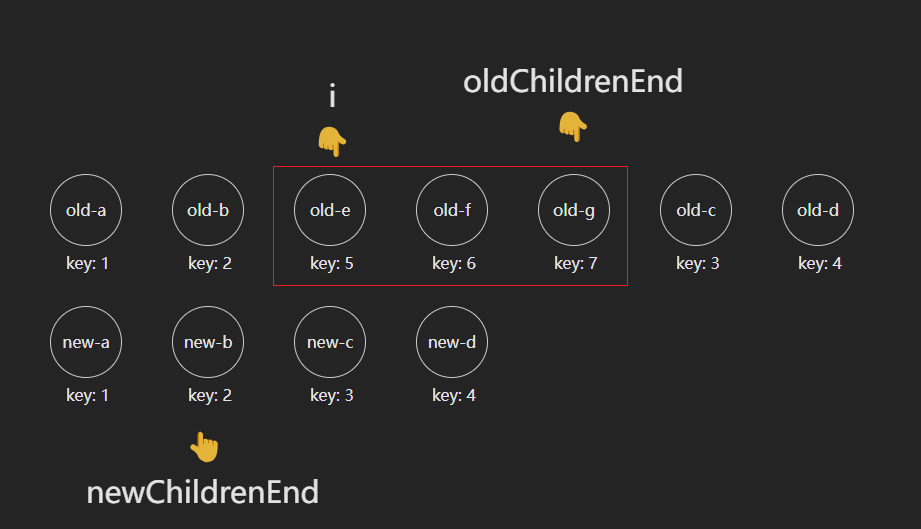 i
oldChildrenEnd
old-a old-b old-e old-f old-g old-c old-d
key: 1 key: 2 key: 5 key: 6 key: 7 key: 3 key: 4
new-a new-b new-c new-d
key: 1 key: 2 key: 3 key: 4
newChildrenEnd